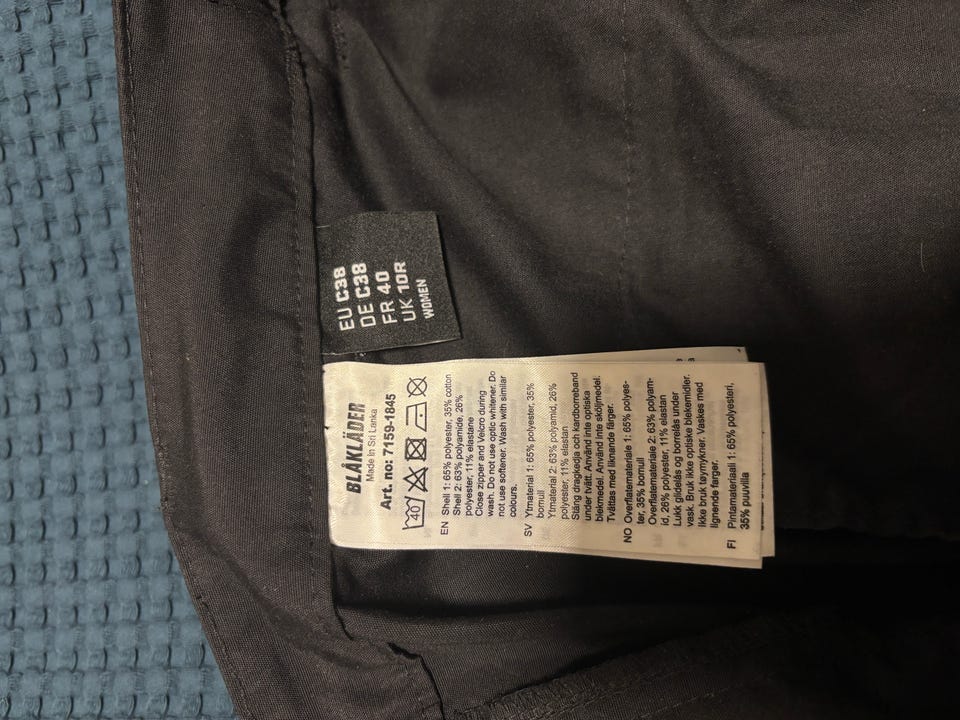 EU C38
DE C38
FR 40
UK 10R
WOMEN
BLÅKLÄDER
Made In Sri Lanka
Art. no: 7159-1845
40
EN Shell 1: 65% polyester, 35% cotton
Shell 2: 63% polyamide, 26%
polyester, 11% elastane
Close zipper and Velcro during
wash. Do not use optic whitener. Do
not use softener. Wash with similar
colours.
SV Ytmaterial 1: 65% polyester, 35%
bomull
Ytmaterial 2: 63% polyamid, 26%
polyester, 11% elastan
Stäng dragkedja och kardborreband
under tvätt. Använd inte optiska
blekemedel. Använd inte sköljmedel.
Tvättas med liknande färger.
NO Overflatemateriale 1: 65% polyes-
ter, 35% bomull
Overflatemateriale 2: 63% polyam-
id, 26% polyester, 11% elastan
Lukk glidelås og borrelås under
vask. Bruk ikke optiske blekemidler.
Ikke bruk tøymykner. Vaskes med
lignende farger.
FI Pintamateriaali 1: 65% polyesteri,
35% puuvilla